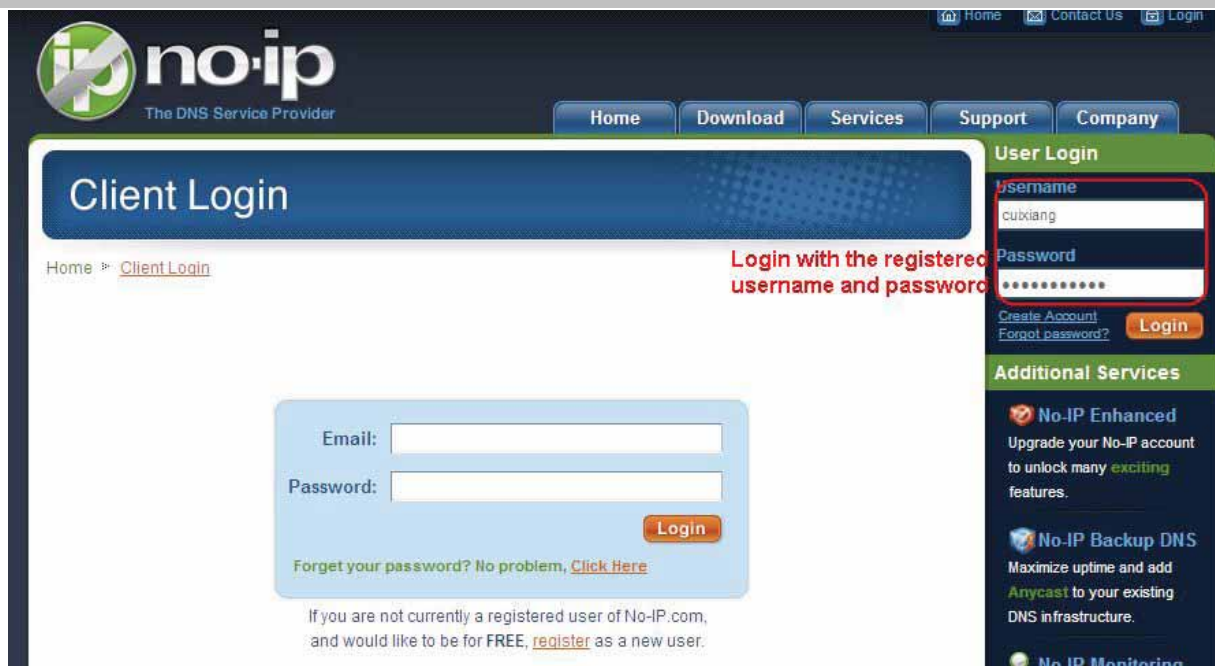 Home Contact Us Login
ip no-ip
The DNS Service Provider
Home Download Services Support Company
Client Login
Home Client Login
Login with the registered
username and password
User Login
Username
cuixiang
Password
Create Account
Forgot password?
Login
Email:
Password:
Login
Forget your password? No problem, Click Here
If you are not currently a registered user of No-IP.com,
and would like to be for FREE, register as a new user.
Additional Services
No-IP Enhanced
Upgrade your No-IP account
to unlock many exciting
features.
No-IP Backup DNS
Maximize uptime and add
Anycast to your existing
DNS infrastructure.
No-IP Monitoring